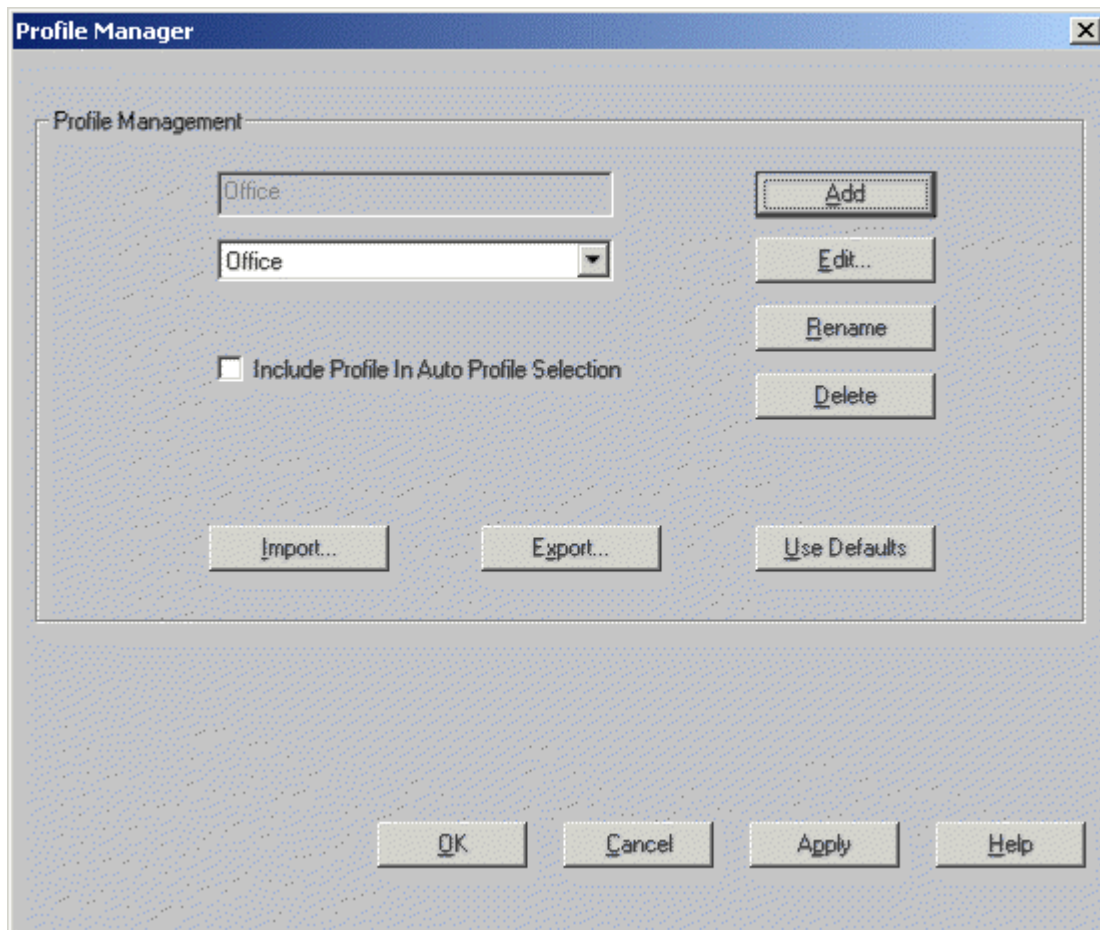 Profile Manager
Profile Management
Office
Add
Office
Edit...
Rename
Include Profile In Auto Profile Selection
Delete
Import...
Export...
Use Defaults
OK
Cancel
Apply
Help